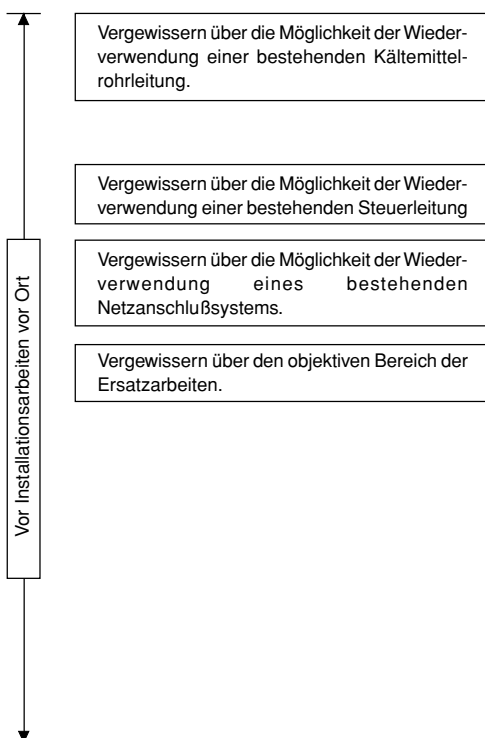 Vergewissern über die Möglichkeit der Wieder-
verwendung einer bestehenden Kältemittel-
rohrleitung.
Vergewissern über die Möglichkeit der Wieder-
verwendung einer bestehenden Steuerleitung
Vergewissern über die Möglichkeit der Wieder-
verwendung eines bestehenden
Netzanschlußsystems.
Vergewissern über den objektiven Bereich der
Ersatzarbeiten.
Vor Installationsarbeiten vor Ort